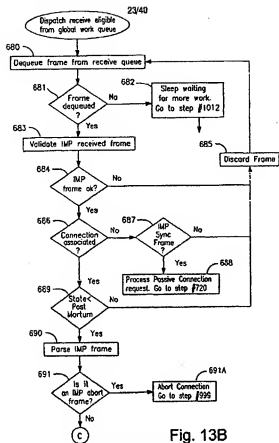 23/40
Dispatch receive eligible
from global work queue
680
Dequeue frame from receive queue
681
Frame
dequeued
?
No
682
Sleep waiting
for more work.
Go to step #1012
Yes
683
Validate IMP received frame
685
Discard Frame
684
IMP
frame ok?
No
Yes
686
Connection
associated
?
No
687
IMP
Sync
Frame
?
No
Yes
Yes
688
Process Passive Connection
request. Go to step #720
689
State<
Post
Mortum
No
Yes
690
Parse IMP frame
691
Is it
an IMP abort
frame?
Yes
691A
Abort Connection
Go to step #999
No
C
Fig. 13B